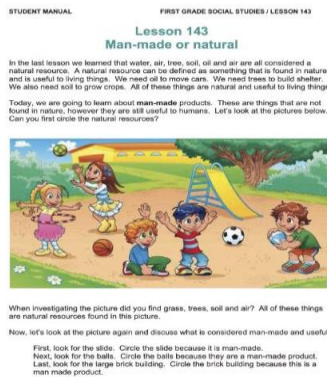 STUDENT MANUAL
FIRST GRADE SOCIAL STUDIES / LESSON 143
Lesson 143
Man-made or natural
In the last lesson we learned that water, air, tree, soil, oil and air are all considered a
natural resource. A natural resource can be defined as something that is found in nature
and is useful to living things. We need oil to move cars. We need trees to build shelter.
We also need soil to grow crops. All of these things are natural and useful to living things
Today, we are going to learn about man-made products. These are things that are not
found in nature, however they are still useful to humans. Let's look at the pictures below.
Can you first circle the natural resources?
When investigating the picture did you find grass, trees, soil and air? All of these things
are natural resources found in this picture.
Now, let's look at the picture again and discuss what is considered man-made and useful
First, look for the slide. Circle the slide because it is man-made.
Next, look for the balls. Circle the balls because they are a man-made product.
Last, look for the large brick building. Circle the brick building because this is a
man made product.